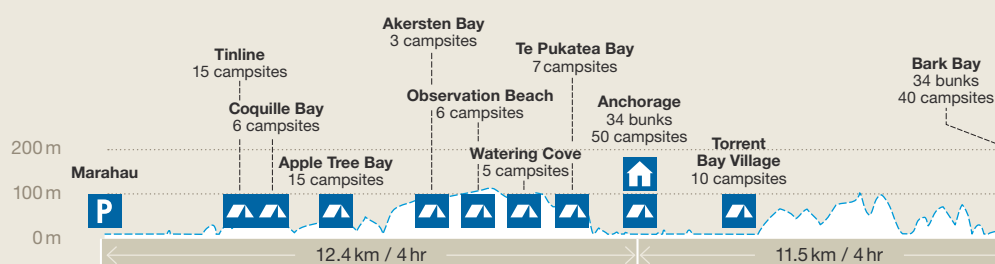 Akersten Bay
3 campsites
Tinline
15 campsites
Te Pukatea Bay
7 campsites
Bark Bay
34 bunks
40 campsites
Coquille Bay
6 campsites
Observation Beach
6 campsites
Anchorage
34 bunks
50 campsites
200 m
Marahau
Apple Tree Bay
15 campsites
Watering Cove
5 campsites
Torrent
Bay Village
10 campsites
100 m
P
0 m
12.4 km / 4 hr
11.5 km / 4 hr